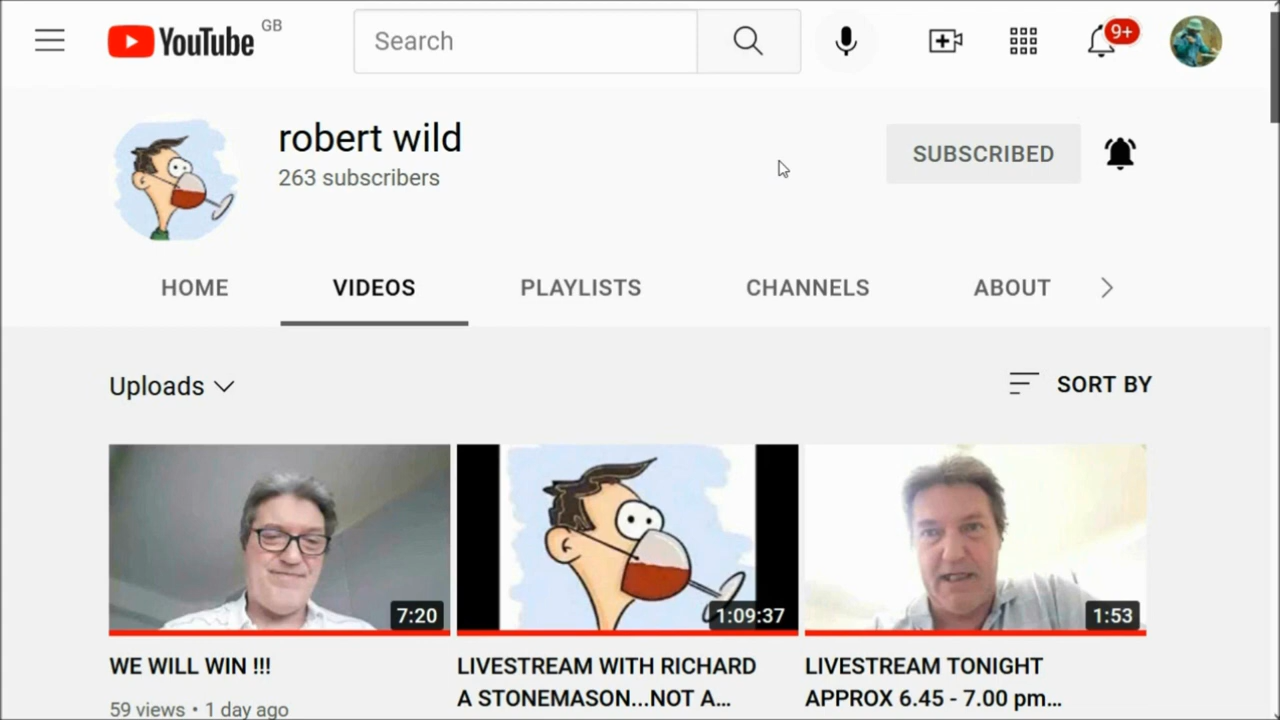 YouTube GB
Search
9+
robert wild
263 subscribers
SUBSCRIBED
HOME VIDEOS PLAYLISTS CHANNELS ABOUT
Uploads
SORT BY
7:20
1:09:37
1:53
WE WILL WIN !!!
59 views • 1 day ago
LIVESTREAM WITH RICHARD
A STONEMASON...NOT A...
LIVESTREAM TONIGHT
APPROX 6.45 - 7.00 pm...